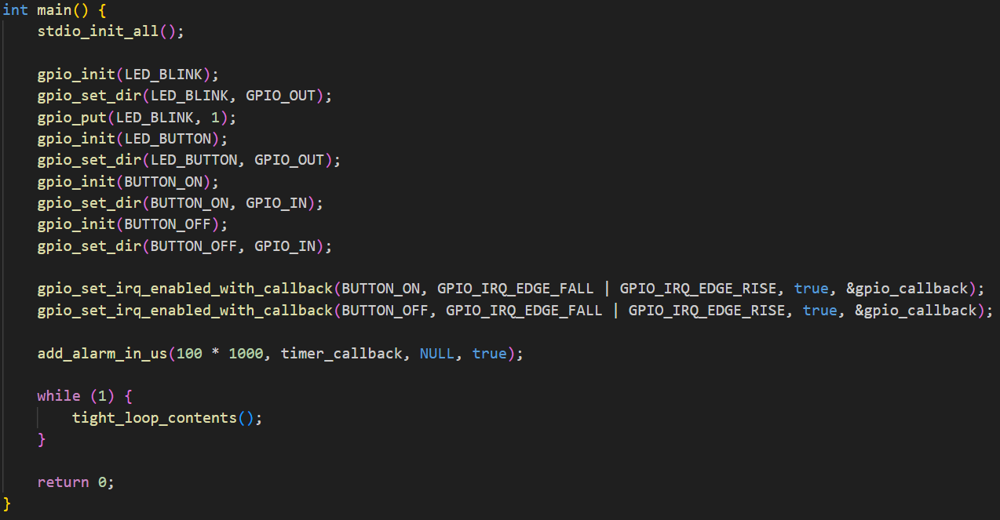 int main() {
    stdio_init_all();

    gpio_init(LED_BLINK);
    gpio_set_dir(LED_BLINK, GPIO_OUT);
    gpio_put(LED_BLINK, 1);
    gpio_init(LED_BUTTON);
    gpio_set_dir(LED_BUTTON, GPIO_OUT);
    gpio_init(BUTTON_ON);
    gpio_set_dir(BUTTON_ON, GPIO_IN);
    gpio_init(BUTTON_OFF);
    gpio_set_dir(BUTTON_OFF, GPIO_IN);

    gpio_set_irq_enabled_with_callback(BUTTON_ON, GPIO_IRQ_EDGE_FALL | GPIO_IRQ_EDGE_RISE, true, &gpio_callback);
    gpio_set_irq_enabled_with_callback(BUTTON_OFF, GPIO_IRQ_EDGE_FALL | GPIO_IRQ_EDGE_RISE, true, &gpio_callback);

    add_alarm_in_us(100 * 1000, timer_callback, NULL, true);

    while (1) {
        tight_loop_contents();
    }

    return 0;
}